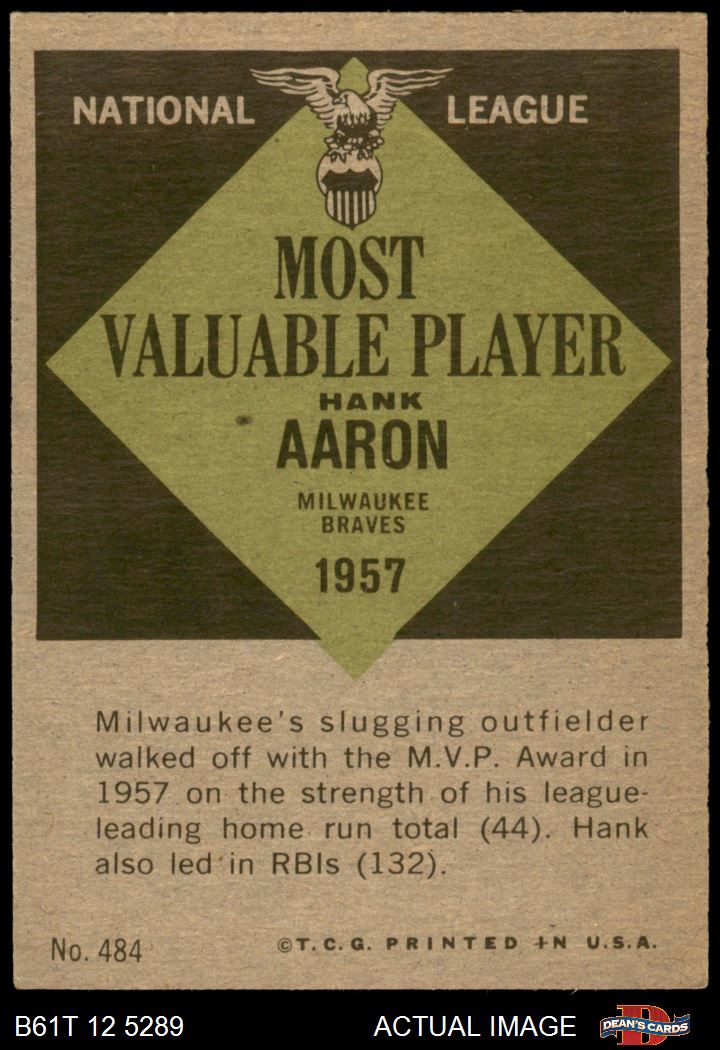 NATIONAL LEAGUE
MOST
VALUABLE PLAYER
HANK
AARON
MILWAUKEE
BRAVES
1957
Milwaukee's slugging outfielder
walked off with the M.V.P. Award in
1957 on the strength of his league-
leading home run total (44). Hank
also led in RBIs (132).
No. 484 ©T.C.G. PRINTED IN U.S.A.
B61T 12 5289 ACTUAL IMAGE DEAN'S CARDS